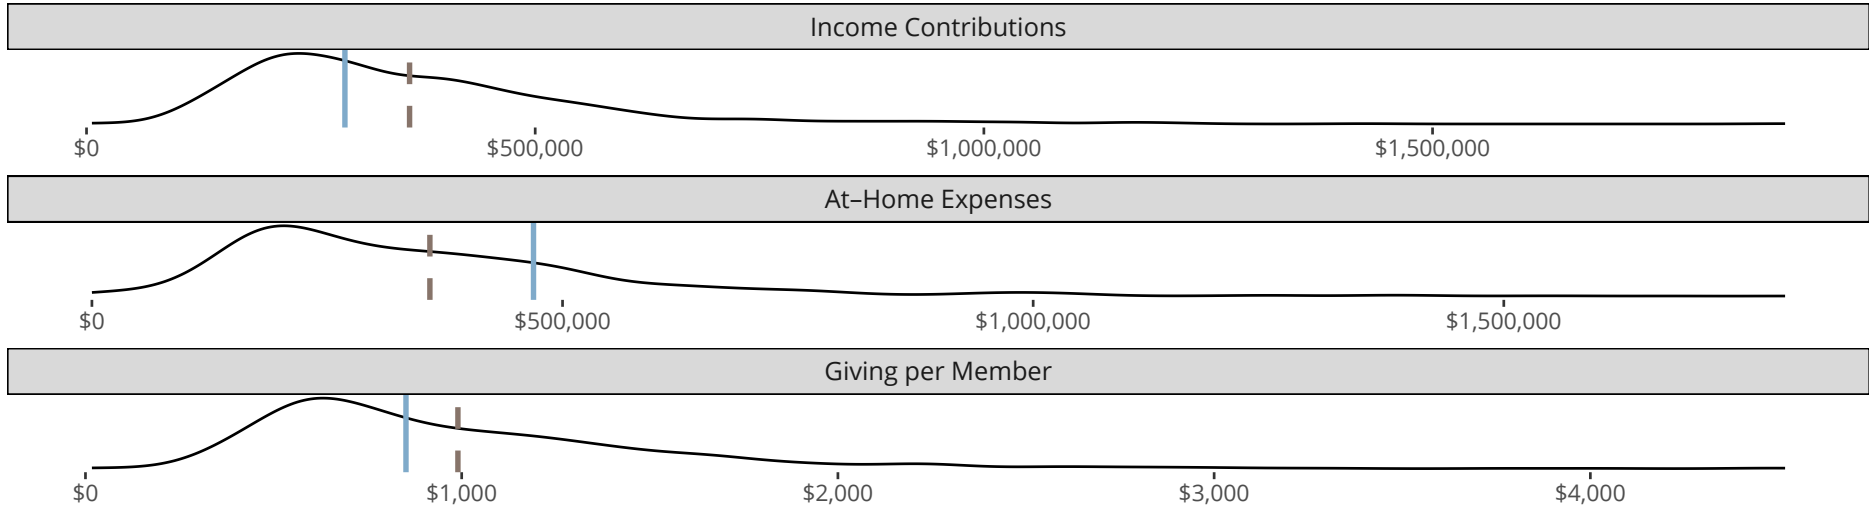 Income Contributions
$0 $500,000 $1,000,000 $1,500,000
At–Home Expenses
$0 $500,000 $1,000,000 $1,500,000
Giving per Member
$0 $1,000 $2,000 $3,000 $4,000